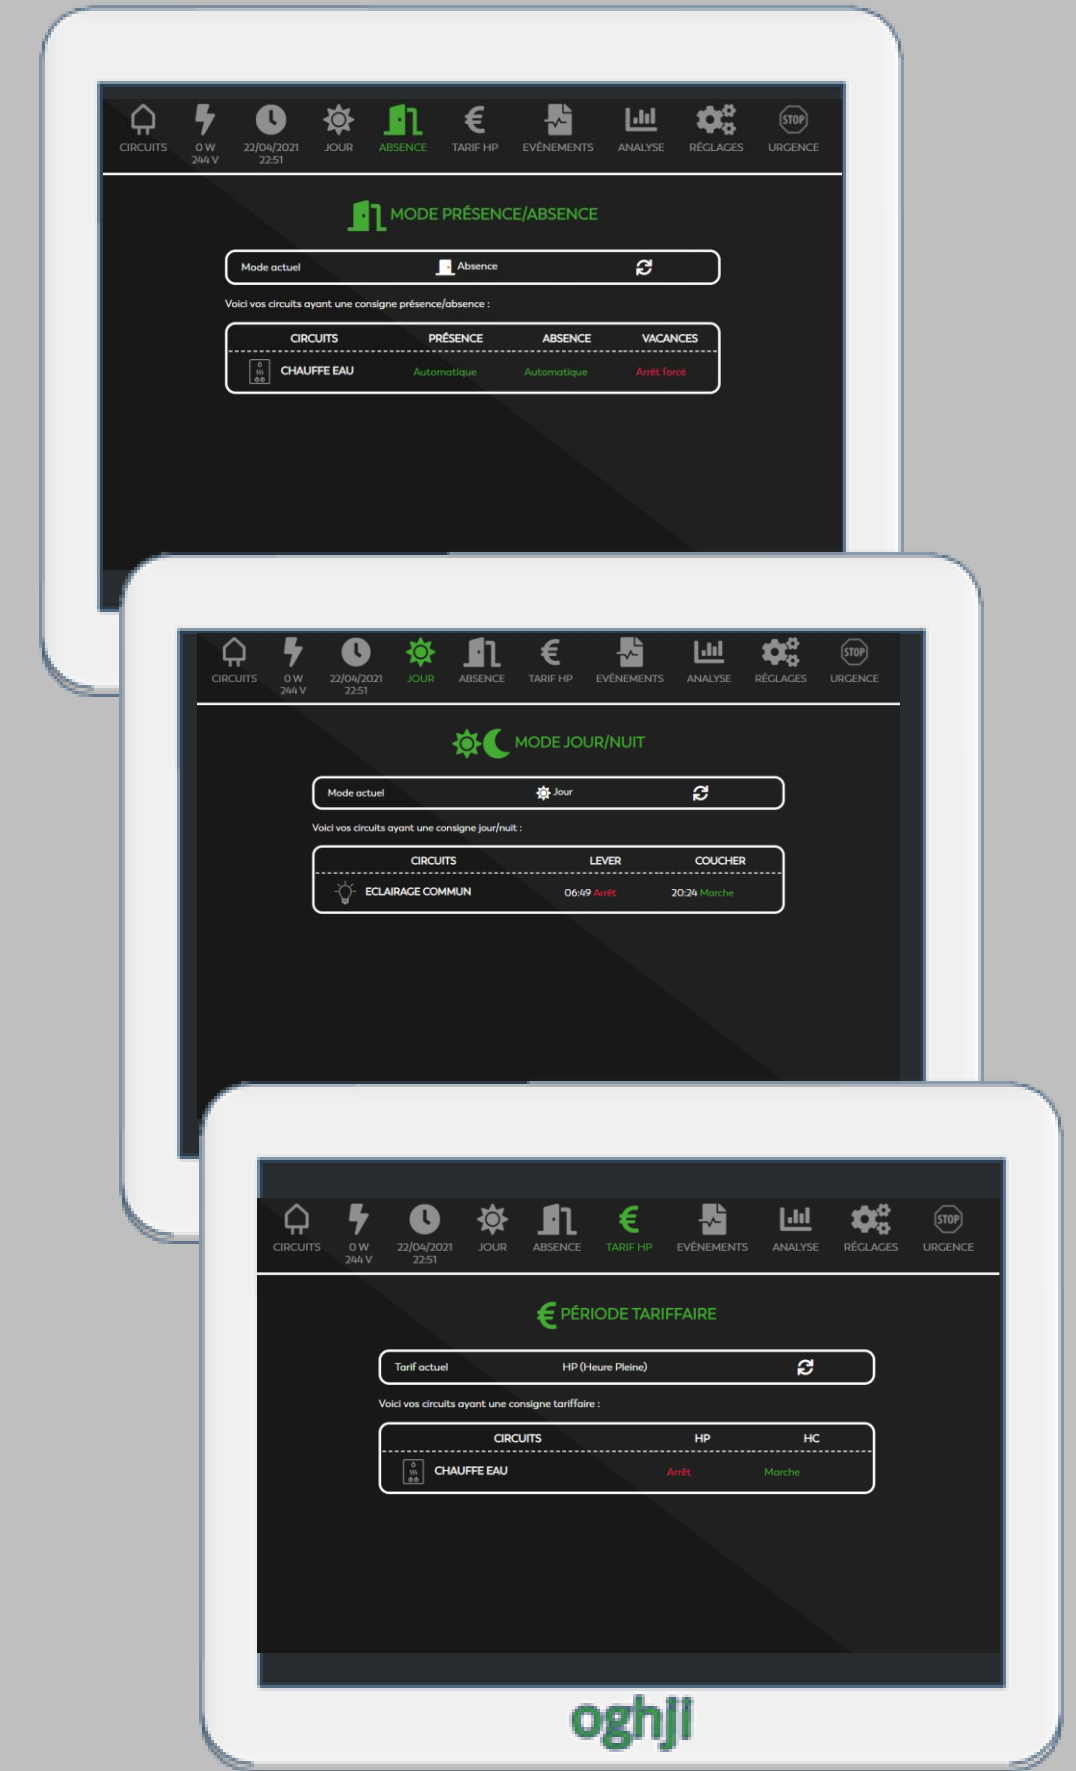 CIRCUITS 0 W 22/04/2021 JOUR ABSENCE TARIF HP EVÈNEMENTS ANALYSE RÉGLAGES STOP URGENCE
244 V 22:51
MODE PRÉSENCE/ABSENCE
Mode actuel Absence
Voici vos circuits ayant une consigne présence/absence :
CIRCUITS PRÉSENCE ABSENCE VACANCES
CHAUFFE EAU Automatique Automatique Arrêt forcé
CIRCUITS 0 W 22/04/2021 JOUR ABSENCE TARIF HP EVÈNEMENTS ANALYSE RÉGLAGES STOP URGENCE
244 V 22:51
MODE JOUR/NUIT
Mode actuel Jour
Voici vos circuits ayant une consigne jour/nuit :
CIRCUITS LEVER COUCHER
ECLAIRAGE COMMUN 06:49 Arrêt 20:24 Marche
CIRCUITS 0 W 22/04/2021 JOUR ABSENCE TARIF HP EVÈNEMENTS ANALYSE RÉGLAGES STOP URGENCE
244 V 22:51
€ PÉRIODE TARIFFAIRE
Tarif actuel HP (Heure Pleine)
Voici vos circuits ayant une consigne tariffaire :
CIRCUITS HP HC
CHAUFFE EAU Arrêt Marche
oghji